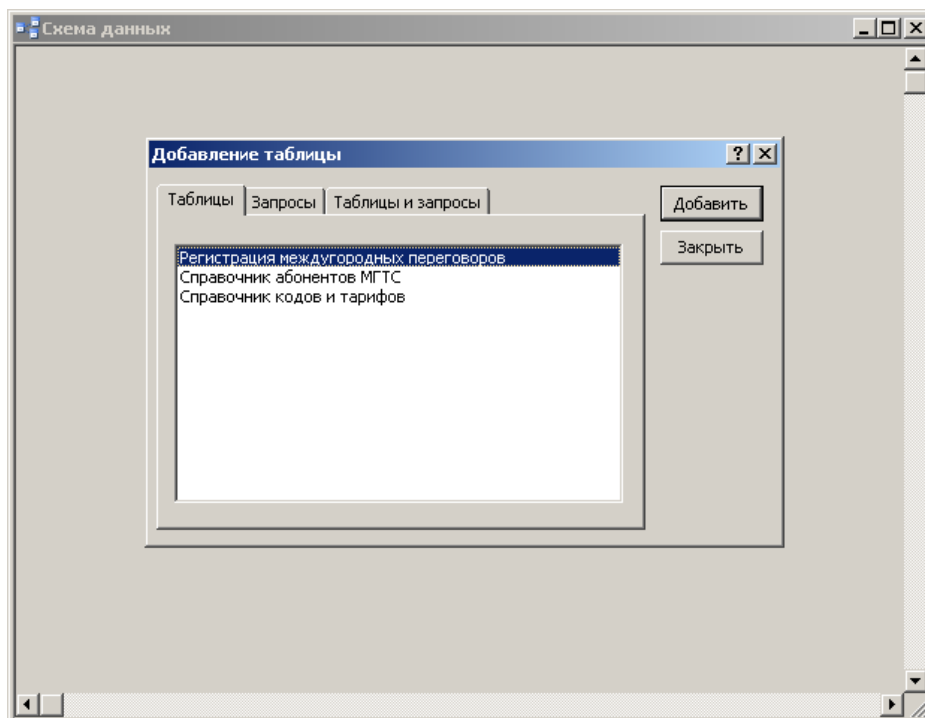 Схема данных
Добавление таблицы
Таблицы Запросы Таблицы и запросы
Добавить
Закрыть
Регистрация междугородных переговоров
Справочник абонентов МГТС
Справочник кодов и тарифов